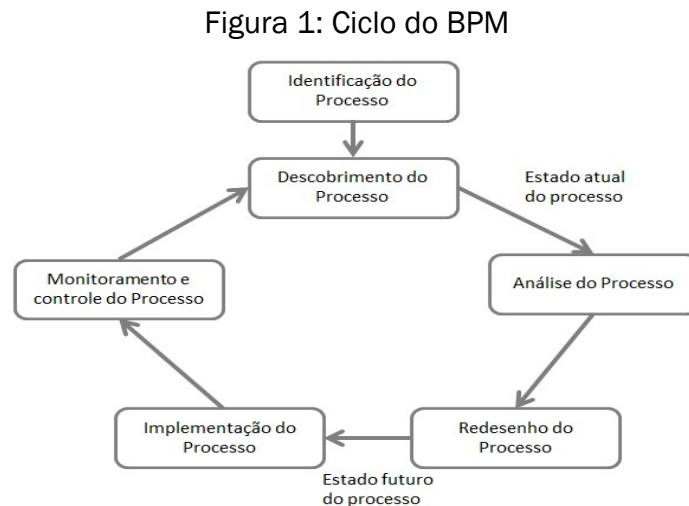 Figura 1: Ciclo do BPM
Identificação do
Processo
Descobrimento do
Processo
Estado atual
do processo
Monitoramento e
controle do Processo
Análise do Processo
Implementação do
Processo
Redesenho do
Processo
Estado futuro
do processo